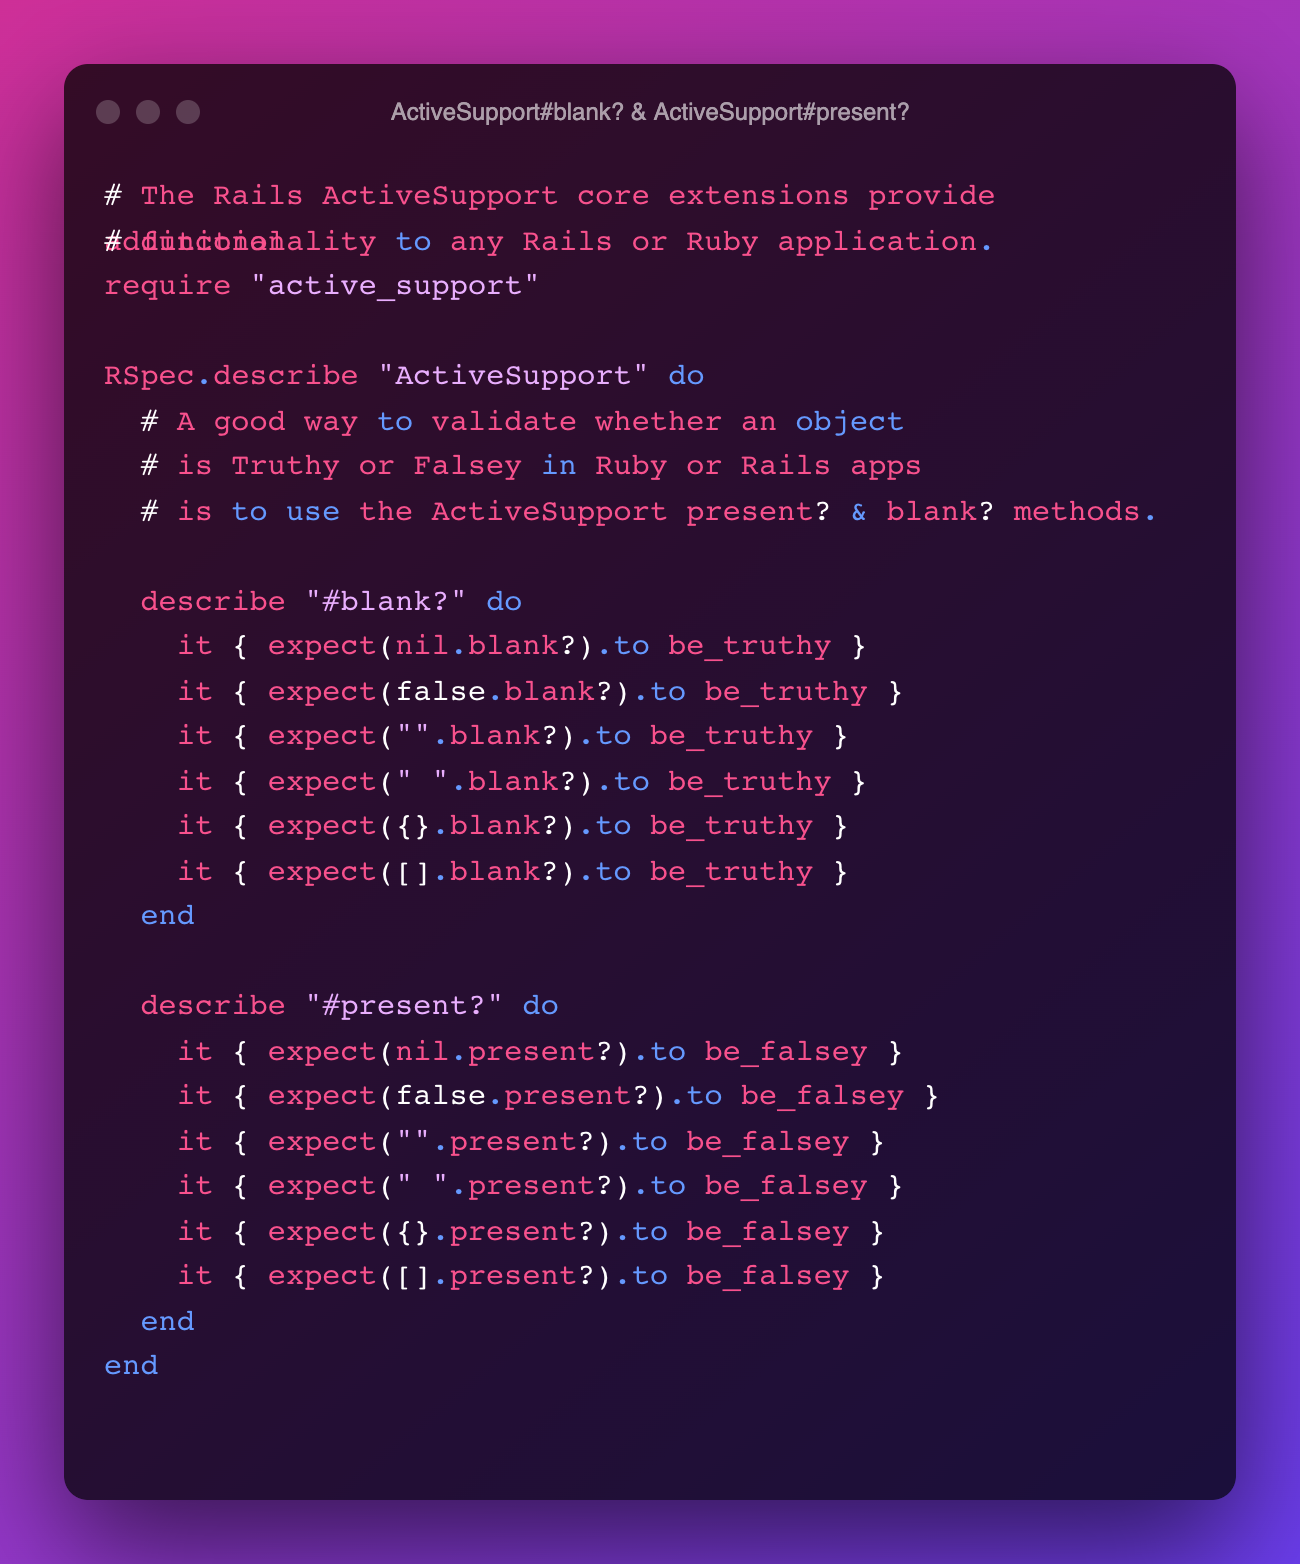 ActiveSupport#blank? & ActiveSupport#present?
# The Rails ActiveSupport core extensions provide
additional
# functionality to any Rails or Ruby application.
require "active_support"
RSpec.describe "ActiveSupport" do
# A good way to validate whether an object
# is Truthy or Falsey in Ruby or Rails apps
# is to use the ActiveSupport present? & blank? methods.
describe "#blank?" do
it { expect(nil.blank?).to be_truthy }
it { expect(false.blank?).to be_truthy }
it { expect("".blank?).to be_truthy }
it { expect(" ".blank?).to be_truthy }
it { expect({}.blank?).to be_truthy }
it { expect([].blank?).to be_truthy }
end
describe "#present?" do
it { expect(nil.present?).to be_falsey }
it { expect(false.present?).to be_falsey }
it { expect("".present?).to be_falsey }
it { expect(" ".present?).to be_falsey }
it { expect({}.present?).to be_falsey }
it { expect([].present?).to be_falsey }
end
end